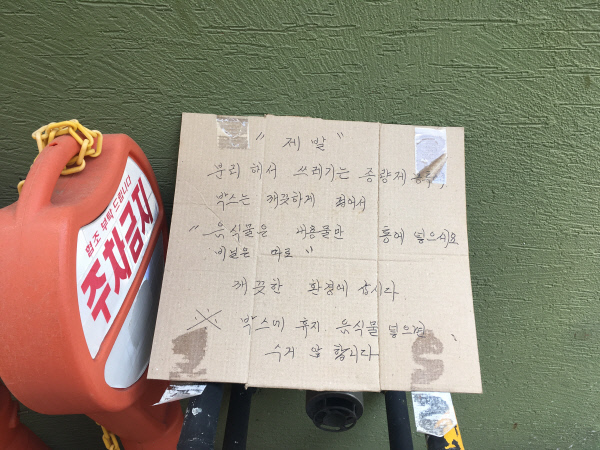 " 제 발 "
분리 하서 쓰레기는 종량제 봉투,
박스는 깨끗하게 접어서
" 음식물은 내용물만 통에 넣으세요
비닐은 따로 "
깨끗한 환경에 삽시다.
※ 박스에 휴지 음식물 넣으면
수거 않 합니다
협조 부탁 드립니다
주차금지